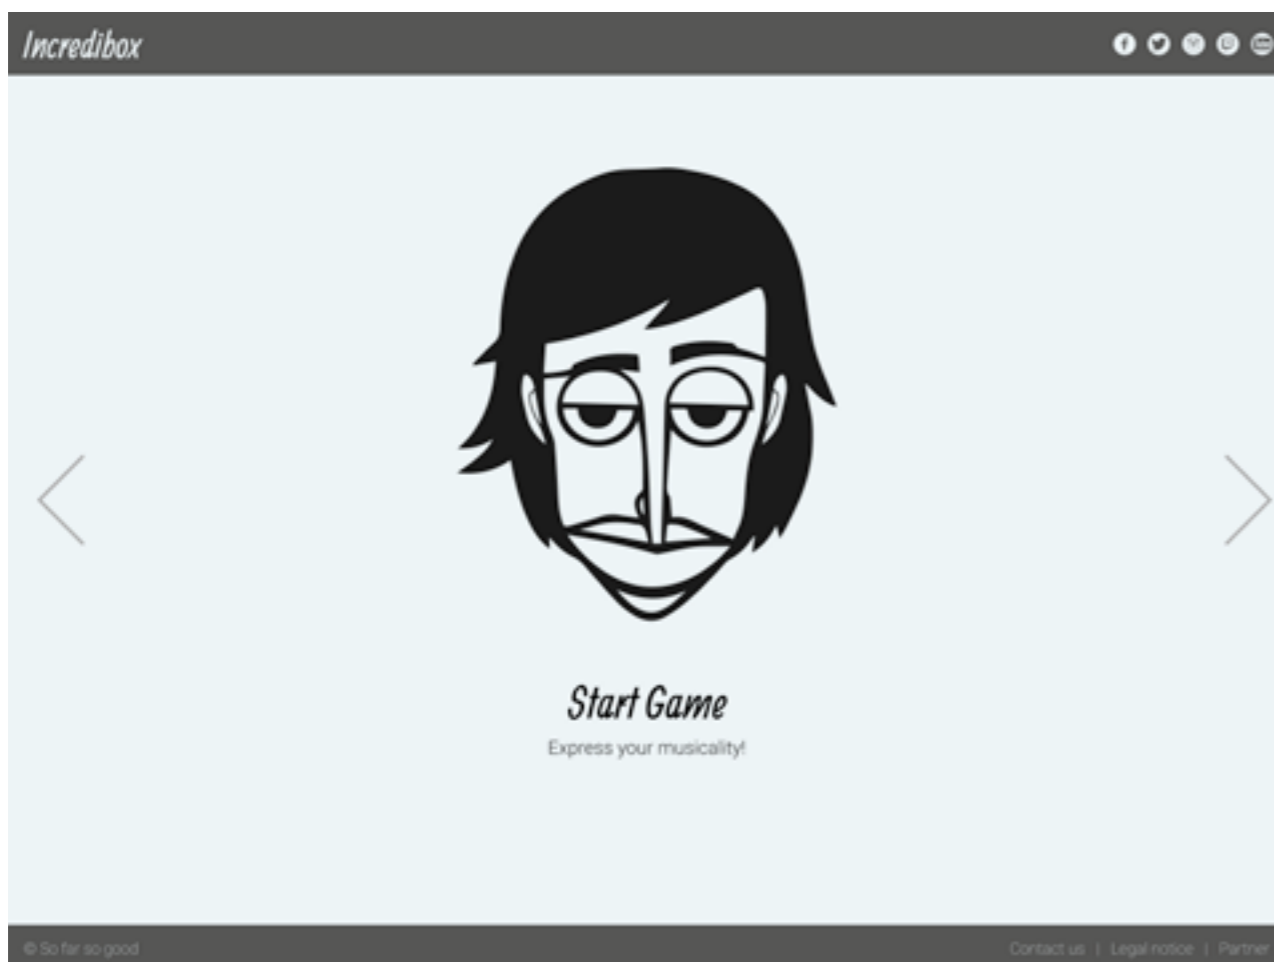 Incredibox
Start Game
Express your musicality!
© So far so good
Contact us | Legal notice | Partner